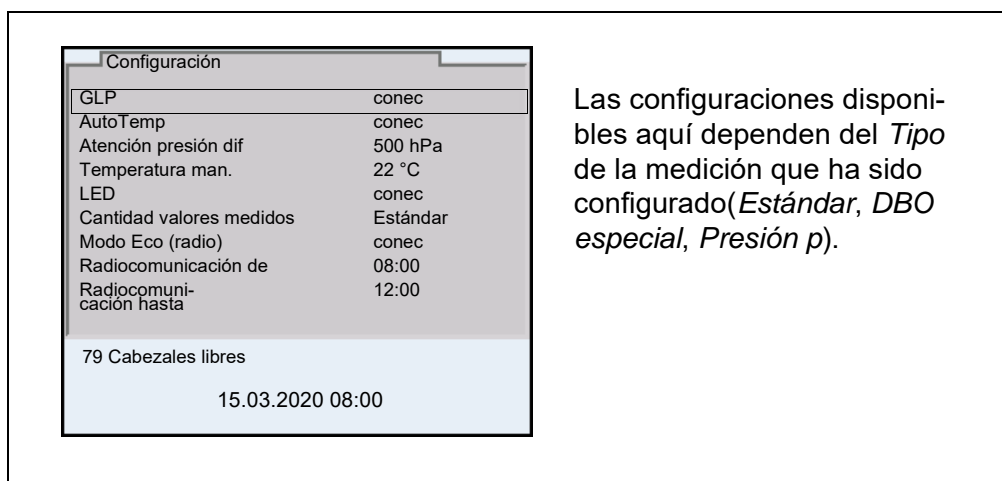 Configuración
GLP conec
AutoTemp conec
Atención presión dif 500 hPa
Temperatura man. 22 °C
LED conec
Cantidad valores medidos Estándar
Modo Eco (radio) conec
Radiocomunicación de 08:00
Radiocomuni- 12:00
cación hasta
79 Cabezales libres
15.03.2020 08:00
Las configuraciones disponi-
bles aquí dependen del Tipo
de la medición que ha sido
configurado(Estándar, DBO
especial, Presión p).